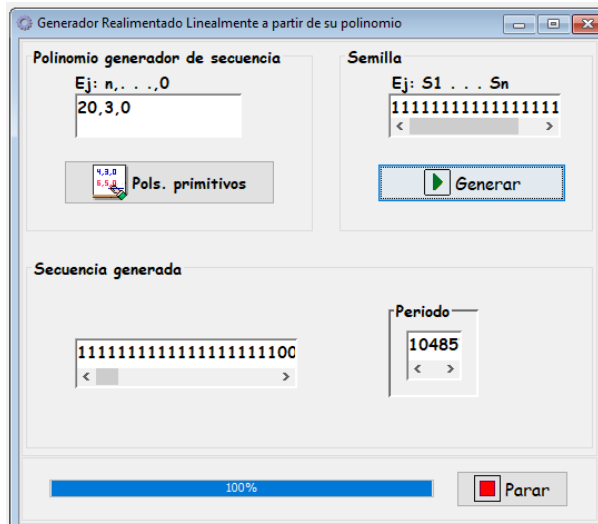 Generador Realimentado Linealmente a partir de su polinomio
Polinomio generador de secuencia
Ej: n,. . .,0
20,3,0
4,3,0
6,5,0
Pols. primitivos
Semilla
Ej: S1 . . . Sn
11111111111111111
Generar
Secuencia generada
1111111111111111111100
Periodo
10485
100%
Parar